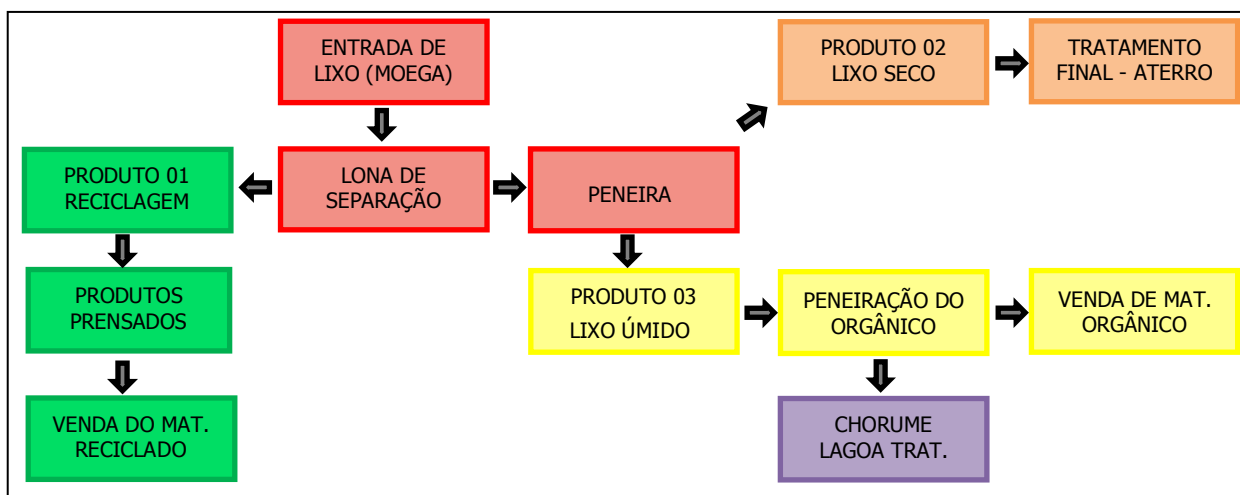 ENTRADA DE
LIXO (MOEGA)
PRODUTO 02
LIXO SECO
TRATAMENTO
FINAL - ATERRO
PRODUTO 01
RECICLAGEM
LONA DE
SEPARAÇÃO
PENEIRA
PRODUTOS
PRENSADOS
PRODUTO 03
LIXO ÚMIDO
PENEIRAÇÃO DO
ORGÂNICO
VENDA DE MAT.
ORGÂNICO
VENDA DO MAT.
RECICLADO
CHORUME
LAGOA TRAT.